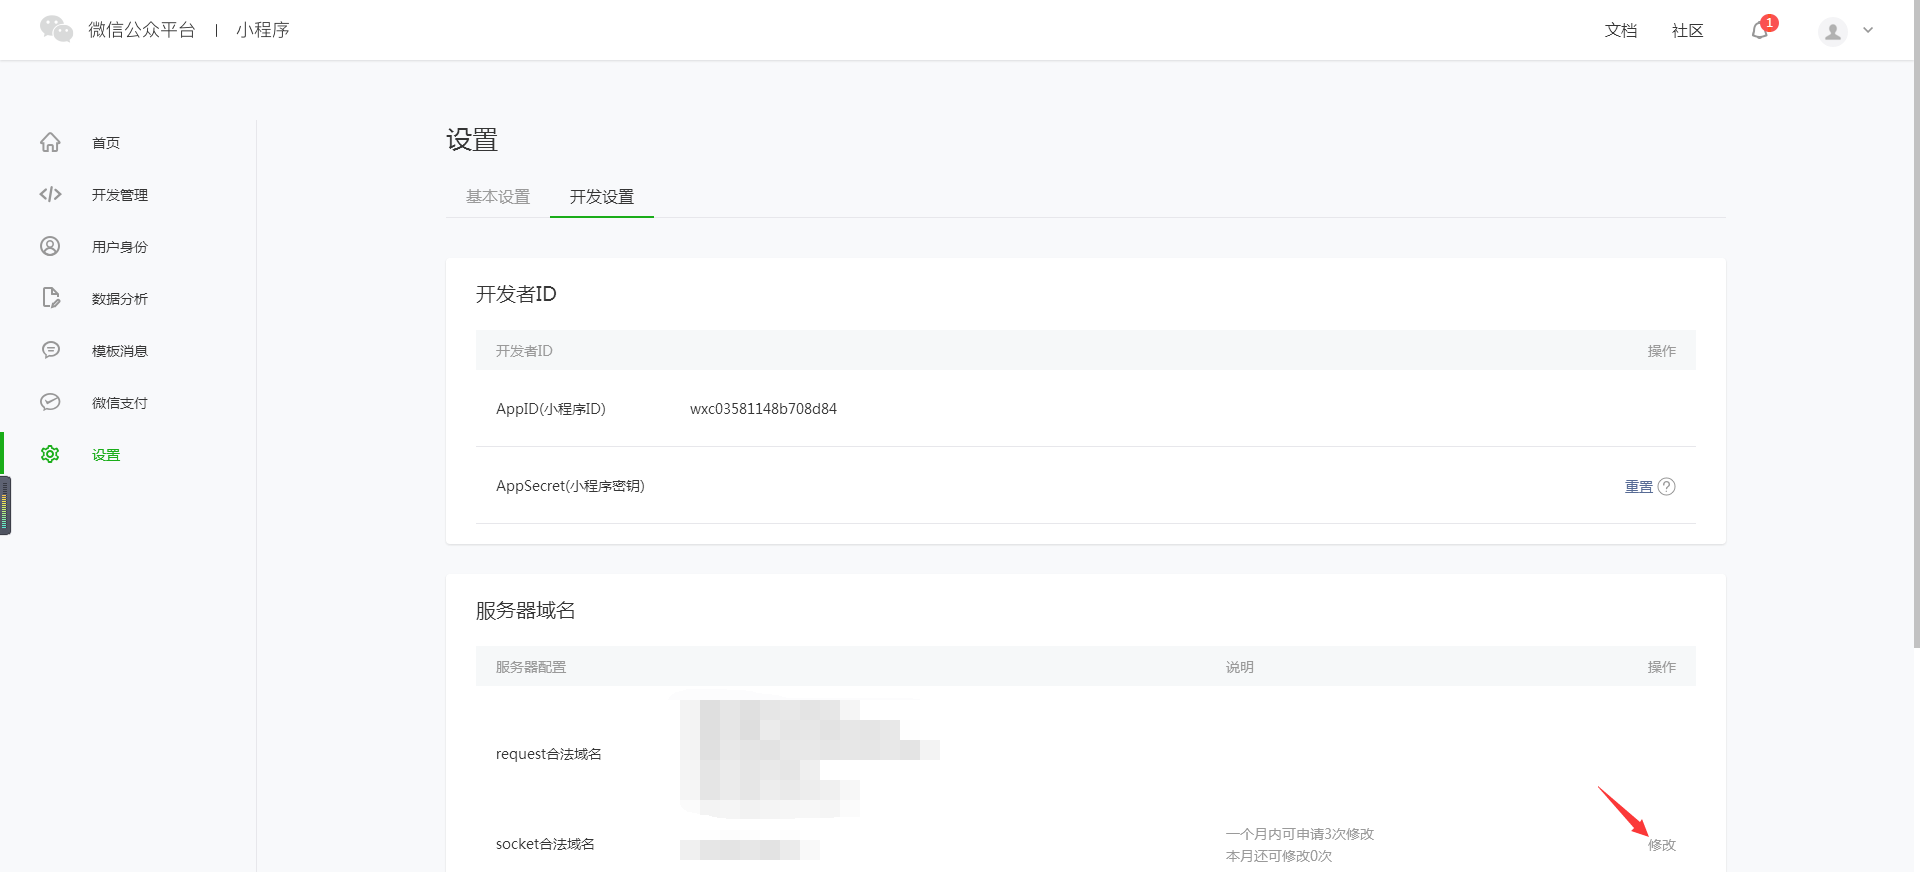 微信公众平台 | 小程序
文档
社区
1
首页
开发管理
用户身份
数据分析
模板消息
微信支付
设置
设置
基本设置
开发设置
开发者ID
开发者ID
操作
AppID(小程序ID)
wxc03581148b708d84
AppSecret(小程序密钥)
重置
?
服务器域名
服务器配置
说明
操作
request合法域名
socket合法域名
一个月内可申请3次修改
本月还可修改0次
修改